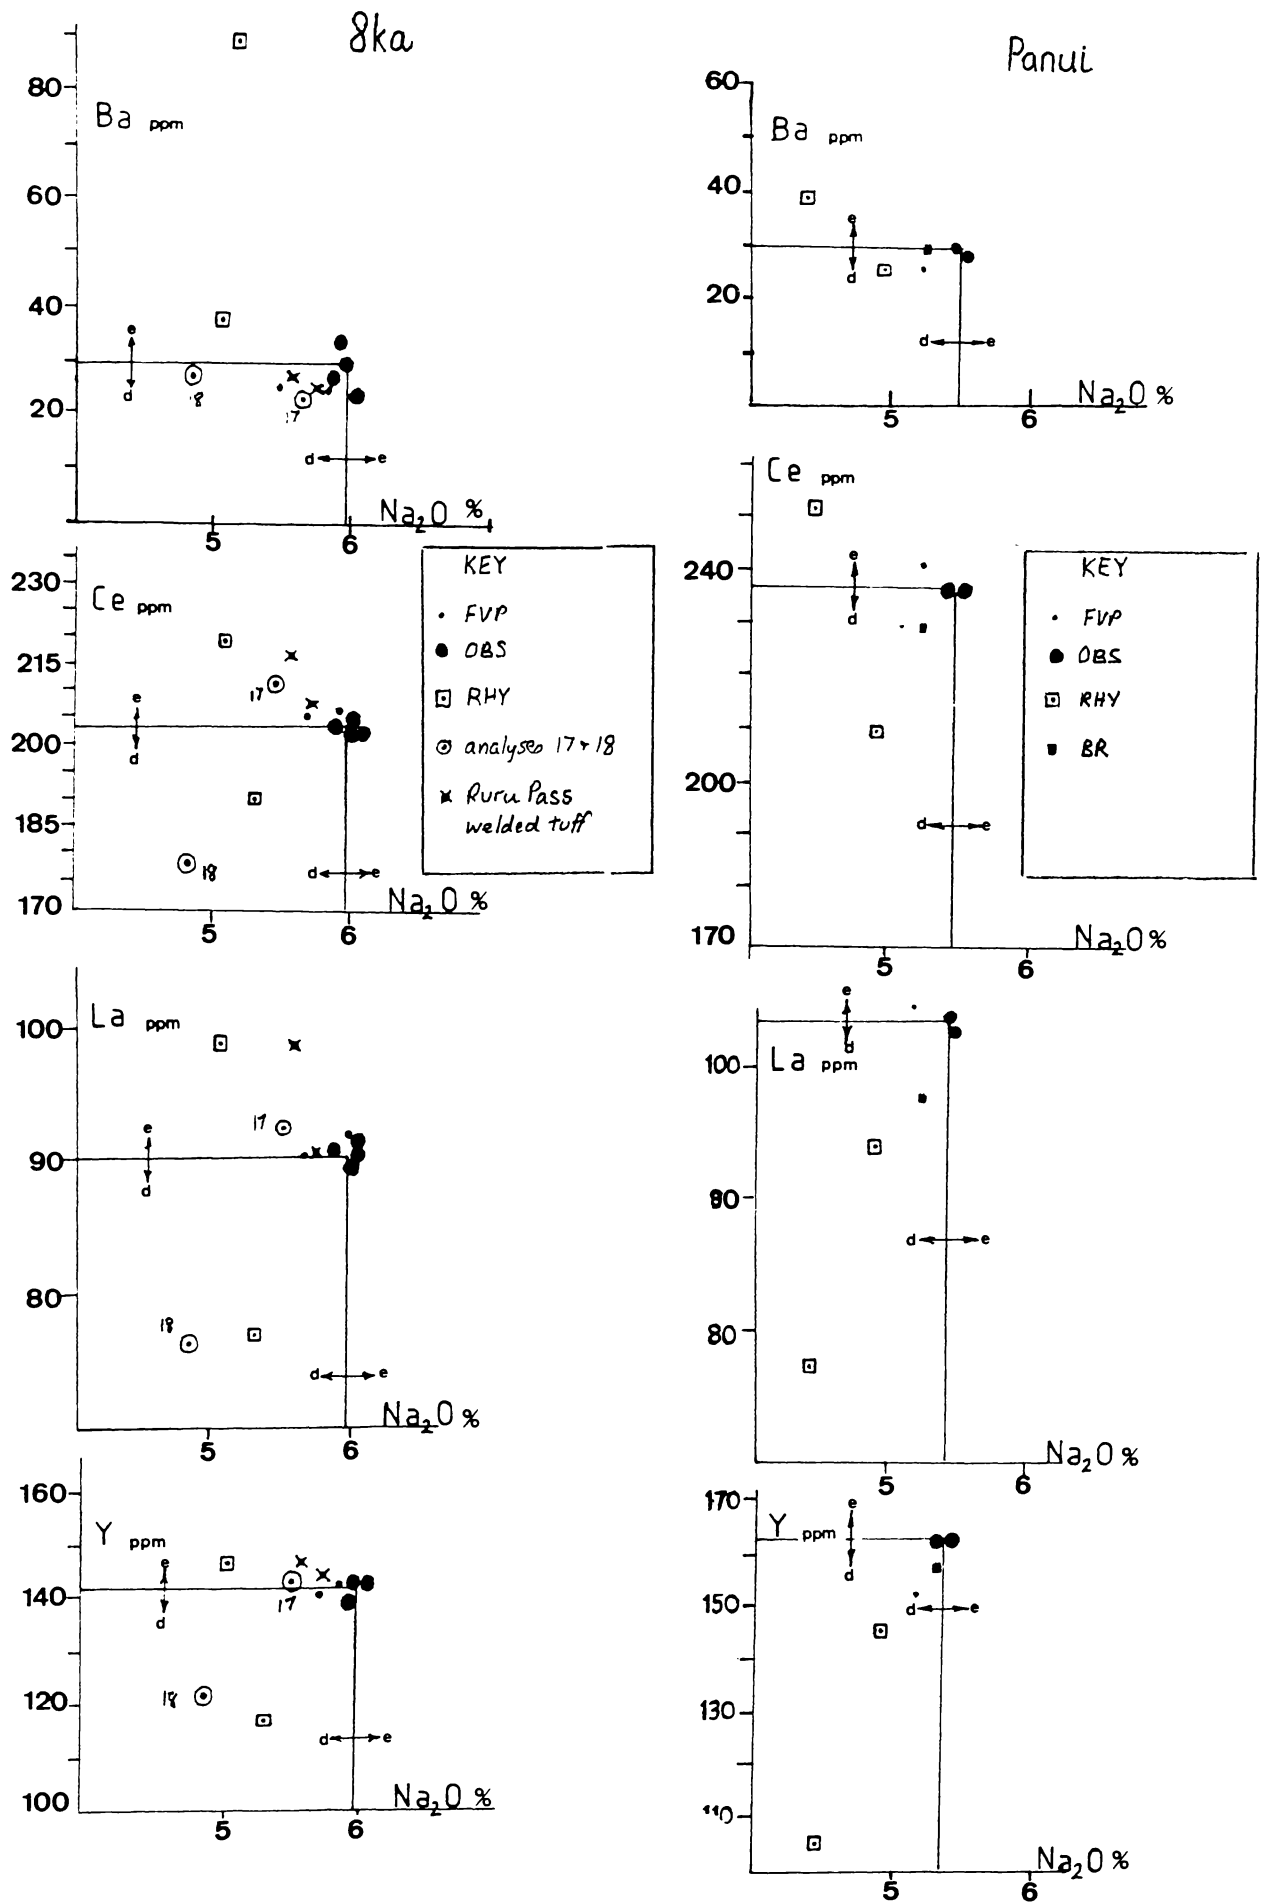 8ka
80
Ba ppm
60
40
e
d
18
17
20
d e
Na2O %
5 6
230
Ce ppm
215
17
e
200
d
185
18
d e
170
Na2O %
5 6
KEY
FVP
OBS
RHY
analyses 17+18
Ruru Pass
welded tuff
La ppm
100
17
e
90
d
80
18
d e
Na2O %
5 6
160
Y ppm
e
140
17
d
120
18
d e
100
Na2O %
5 6
Panui
60
Ba ppm
40
e
d
20
d e
Na2O %
5 6
Ce ppm
e
240
d
200
d e
170
Na2O %
5 6
KEY
FVP
OBS
RHY
BR
e
d
100
La ppm
90
d e
80
Na2O %
5 6
170
e
Y ppm
d
150
d e
130
110
Na2O %
5 6